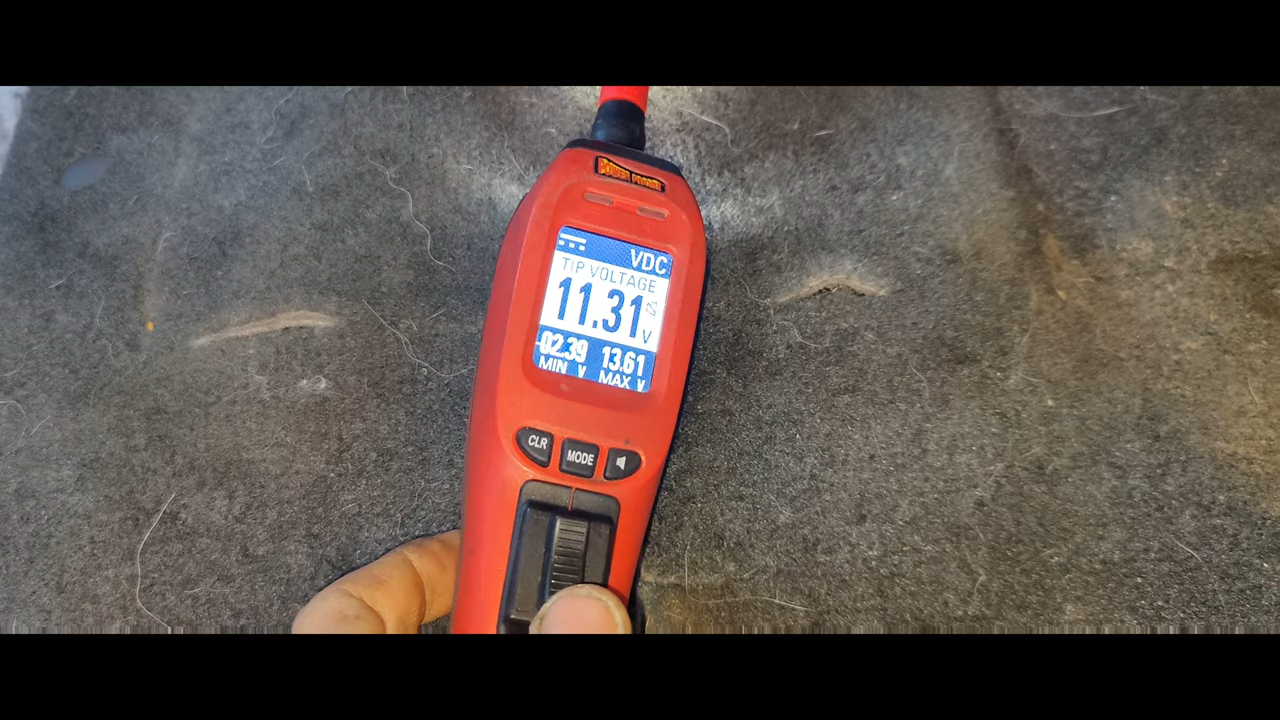 POWER PROBE
VDC
TIP VOLTAGE
11.31 V
-02.39 13.61
MIN V MAX V
CLR MODE